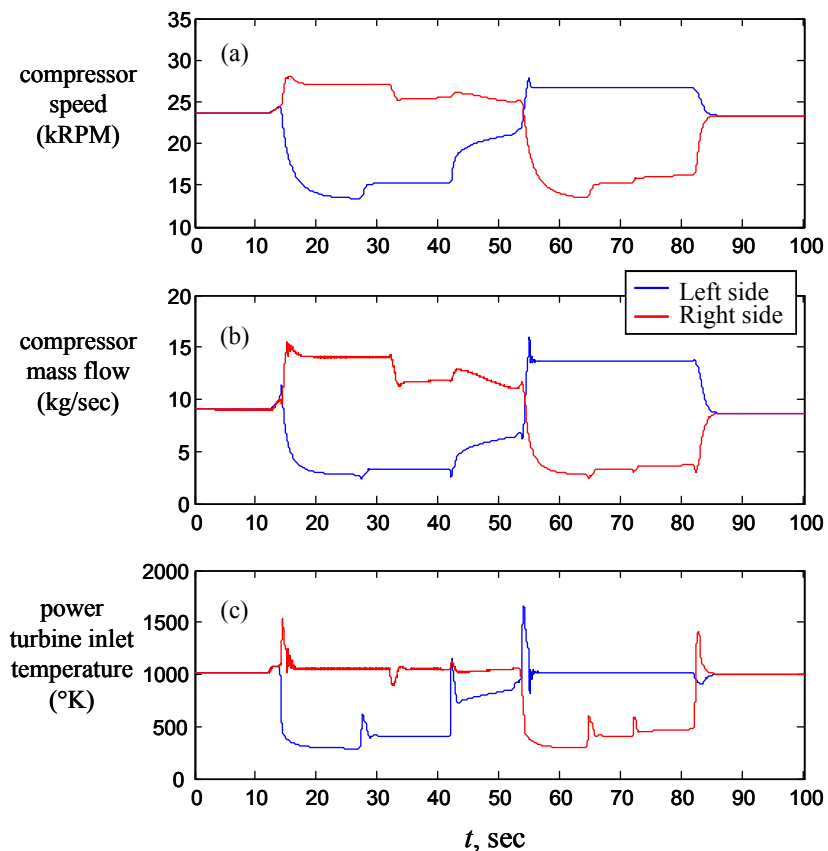 compressor
speed
(kRPM)
(a)
35
30
25
20
15
10
0 10 20 30 40 50 60 70 80 90 100
Left side
Right side
compressor
mass flow
(kg/sec)
(b)
20
15
10
5
0
0 10 20 30 40 50 60 70 80 90 100
power
turbine inlet
temperature
(°K)
(c)
2000
1500
1000
500
0
0 10 20 30 40 50 60 70 80 90 100
t, sec